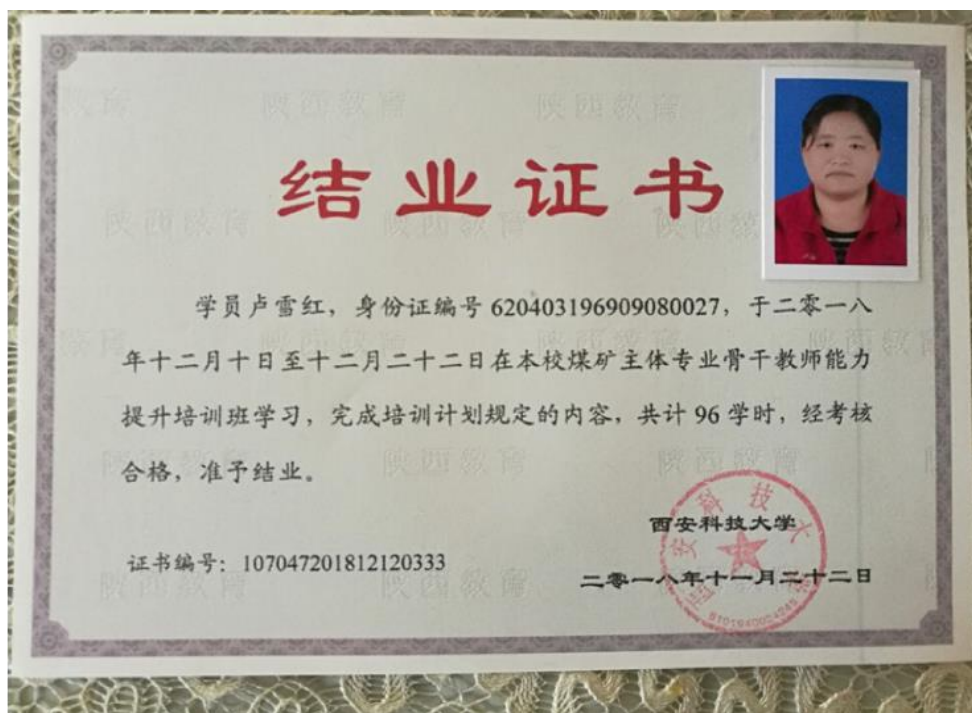 结业证书
学员卢雷红，身份证编号 620403196909080027，于二零一八
年十二月十日至十二月二十二日在本校煤矿主体专业骨干教师能力
提升培训班学习，完成培训计划规定的内容，共计 96 学时，经考核
合格，准予结业。
西安科技大学
证书编号：107047201812120333
二零一八年十一月二十二日
陕西教育